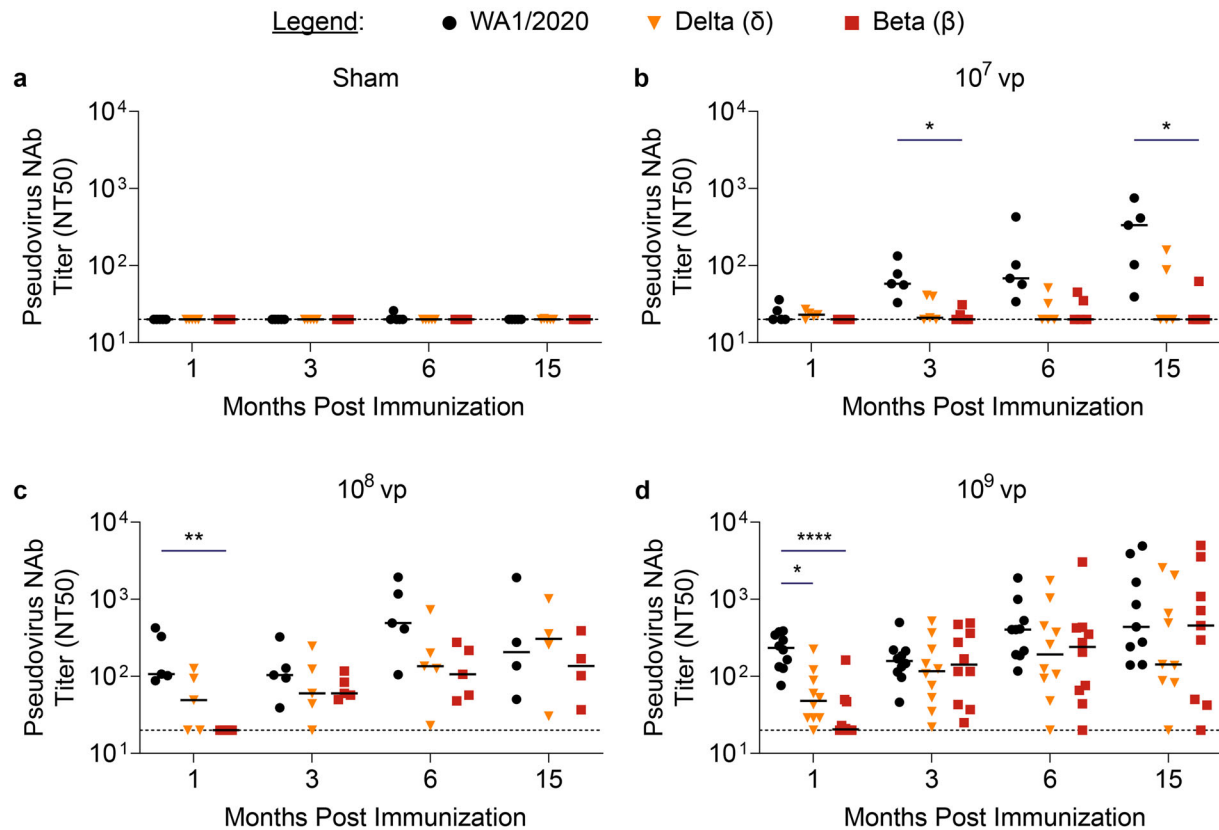 Legend: WA1/2020 Delta (δ) Beta (β)
a Sham
10⁴
10³
10²
10¹
Pseudovirus NAb
Titer (NT50)
1 3 6 15
Months Post Immunization
b 10⁷ vp
* *
10⁴
10³
10²
10¹
Pseudovirus NAb
Titer (NT50)
1 3 6 15
Months Post Immunization
c 10⁸ vp
**
10⁴
10³
10²
10¹
Pseudovirus NAb
Titer (NT50)
1 3 6 15
Months Post Immunization
d 10⁹ vp
****
*
10⁴
10³
10²
10¹
Pseudovirus NAb
Titer (NT50)
1 3 6 15
Months Post Immunization